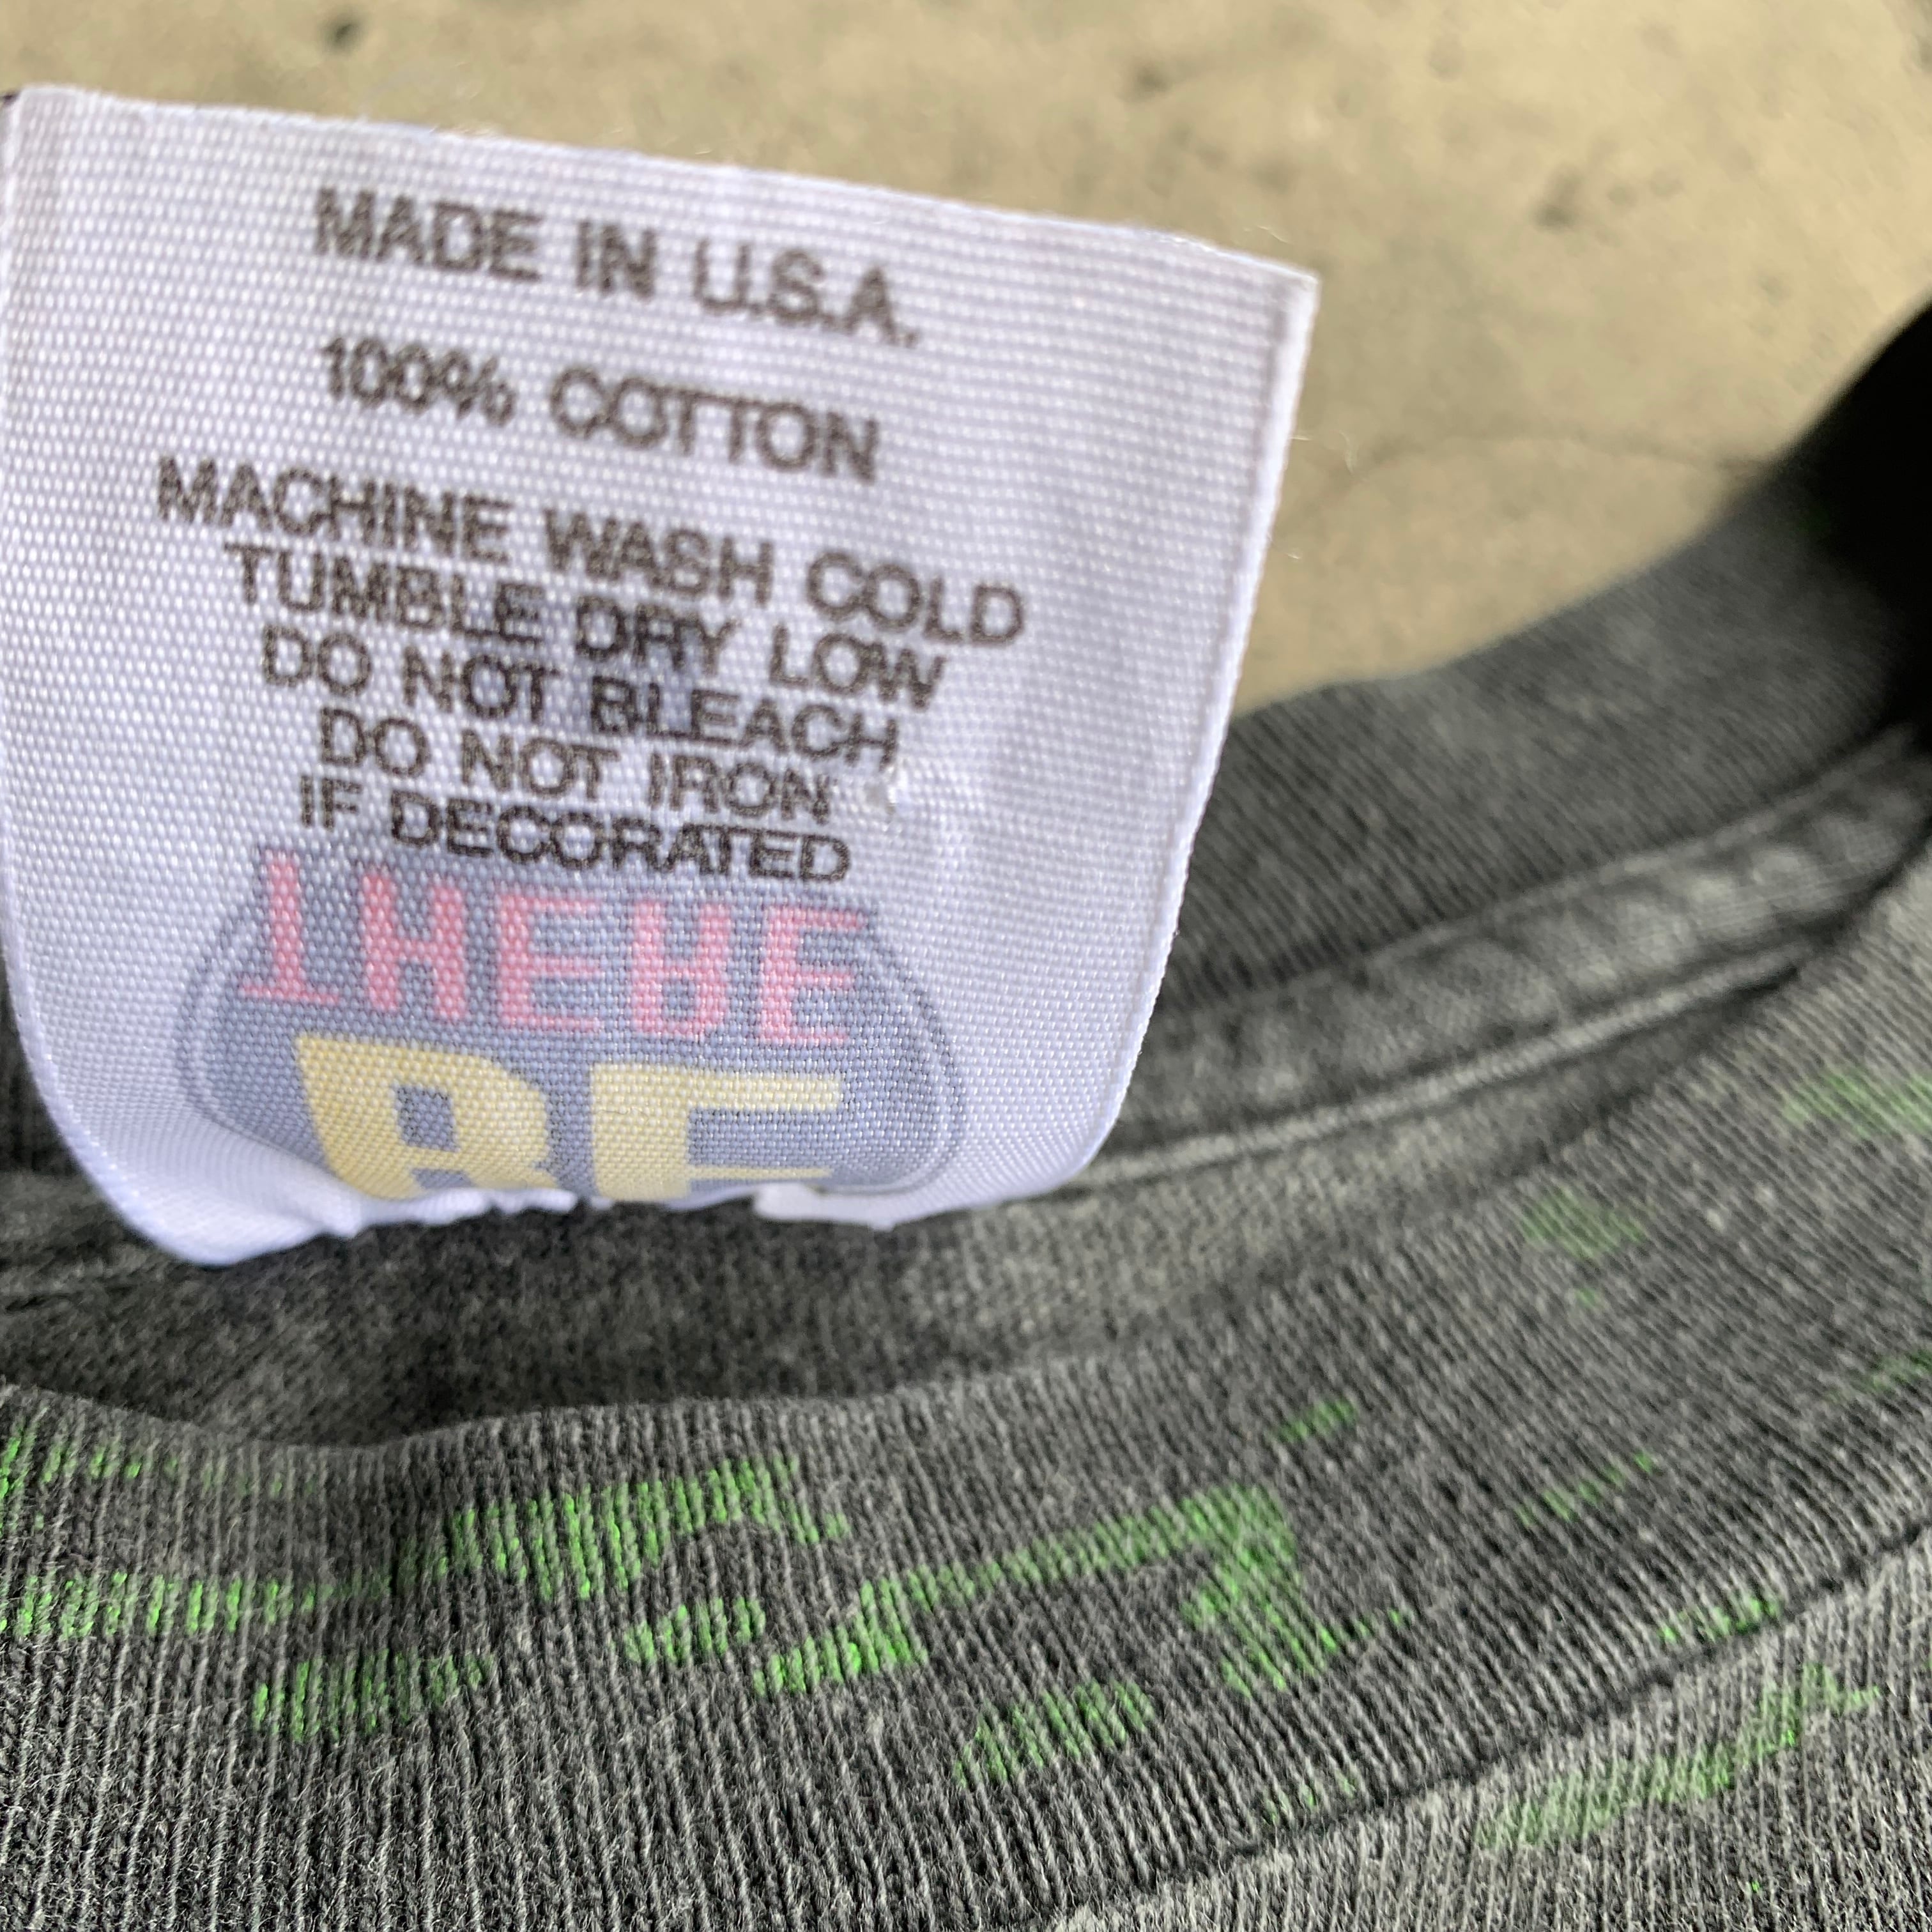 MADE IN U.S.A.
100% COTTON
MACHINE WASH COLD
TUMBLE DRY LOW
DO NOT BLEACH
DO NOT IRON
IF DECORATED
THERE
BE